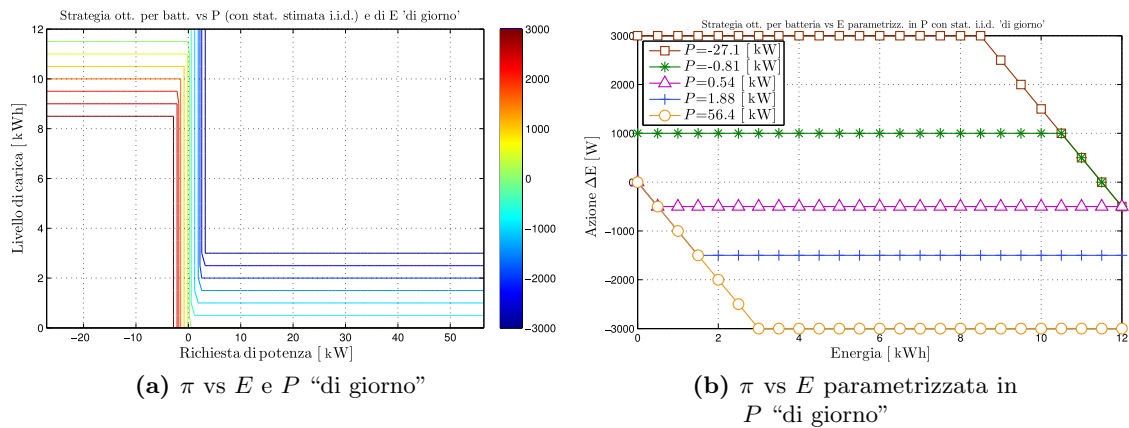 Strategia ott. per batt. vs P (con stat. stimata i.i.d.) e di E 'di giorno'
12
10
8
6
4
2
0
Livello di carica [ kWh]
−20 −10 0 10 20 30 40 50
Richiesta di potenza [ kW]
3000
2000
1000
0
−1000
−2000
−3000
(a) π vs E e P “di giorno”
Strategia ott. per batteria vs E parametrizz. in P con stat. i.i.d. 'di giorno'
3000
2000
1000
0
-1000
-2000
-3000
Azione ΔE [W]
P=-27.1 [ kW]
P=-0.81 [ kW]
P=0.54 [ kW]
P=1.88 [ kW]
P=56.4 [ kW]
0 2 4 6 8 10 12
Energia [ kWh]
(b) π vs E parametrizzata in
P “di giorno”